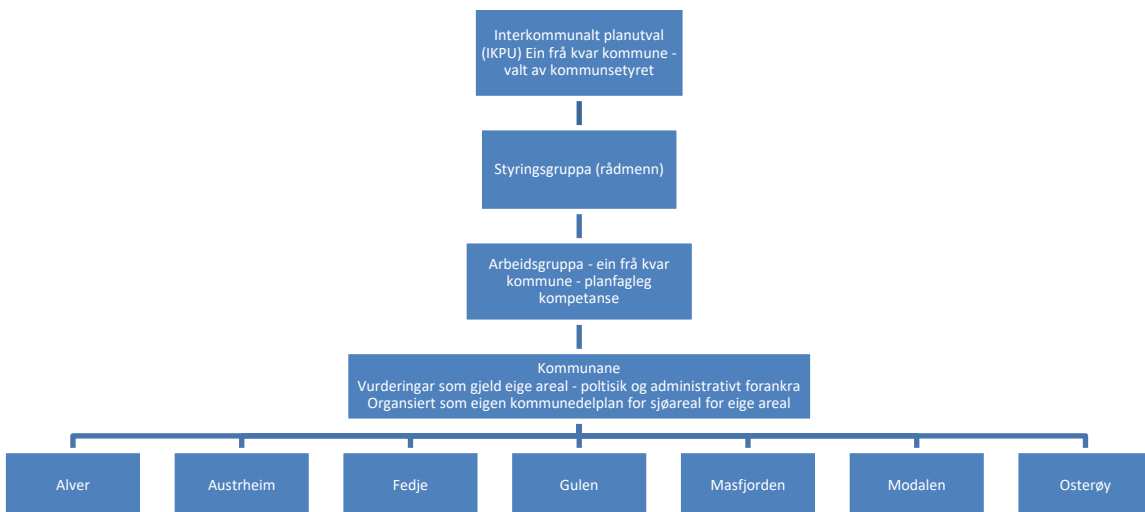 Interkommunalt planutval
(IKPU) Ein frå kvar kommune -
valt av kommunsetyret
Styringsgruppa (rådmenn)
Arbeidsgruppa - ein frå kvar
kommune - planfagleg
kompetanse
Kommunane
Vurderingar som gjeld eige areal - poltisik og administrativt forankra
Organsiert som eigen kommunedelplan for sjøareal for eige areal
Alver
Austrheim
Fedje
Gulen
Masfjorden
Modalen
Osterøy